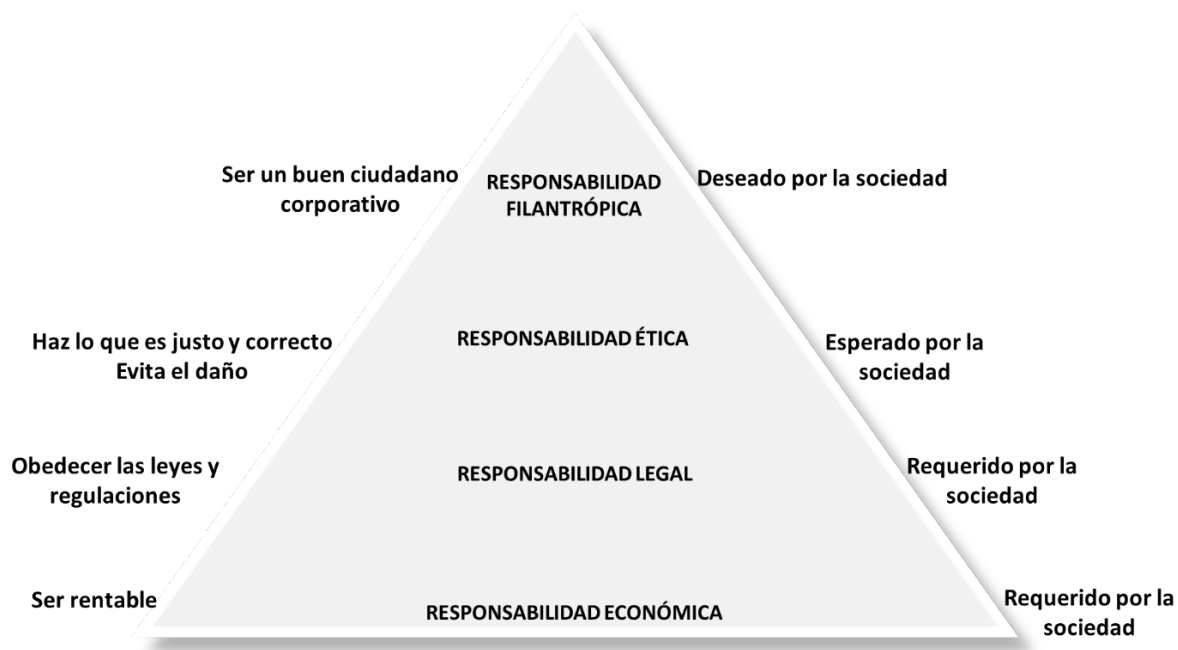 Ser un buen ciudadano
corporativo
RESPONSABILIDAD
FILANTRÓPICA
Deseado por la sociedad
Haz lo que es justo y correcto
Evita el daño
RESPONSABILIDAD ÉTICA
Esperado por la
sociedad
Obedecer las leyes y
regulaciones
RESPONSABILIDAD LEGAL
Requerido por la
sociedad
Ser rentable
RESPONSABILIDAD ECONÓMICA
Requerido por la
sociedad